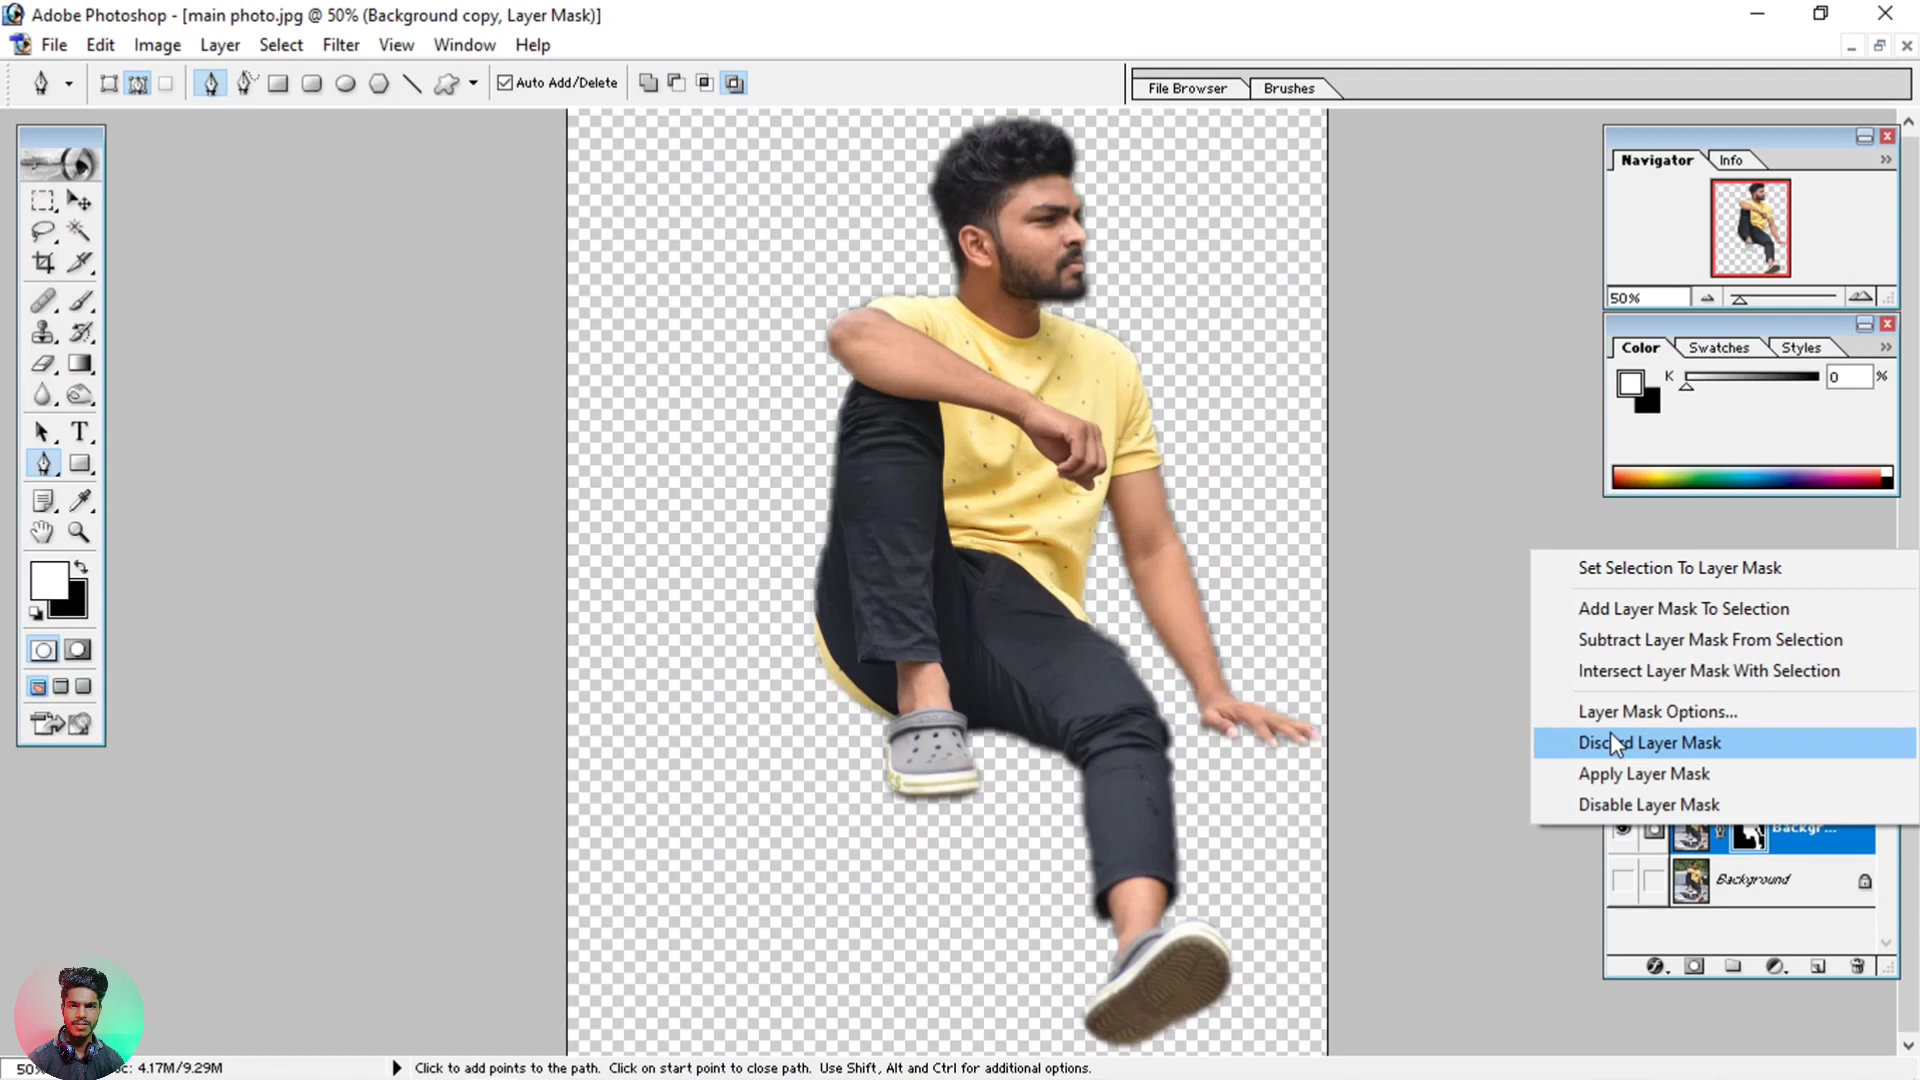 Adobe Photoshop - [main photo.jpg @ 50% (Background copy, Layer Mask)]
File Edit Image Layer Select Filter View Window Help
Auto Add/Delete
File Browser Brushes
Navigator Info
50%
Color Swatches Styles
K 0 %
T
Set Selection To Layer Mask
Add Layer Mask To Selection
Subtract Layer Mask From Selection
Intersect Layer Mask With Selection
Layer Mask Options...
Discard Layer Mask
Apply Layer Mask
Disable Layer Mask
Backgr...
Background
50% 4.17M/9.29M Click to add points to the path. Click on start point to close path. Use Shift, Alt and Ctrl for additional options.